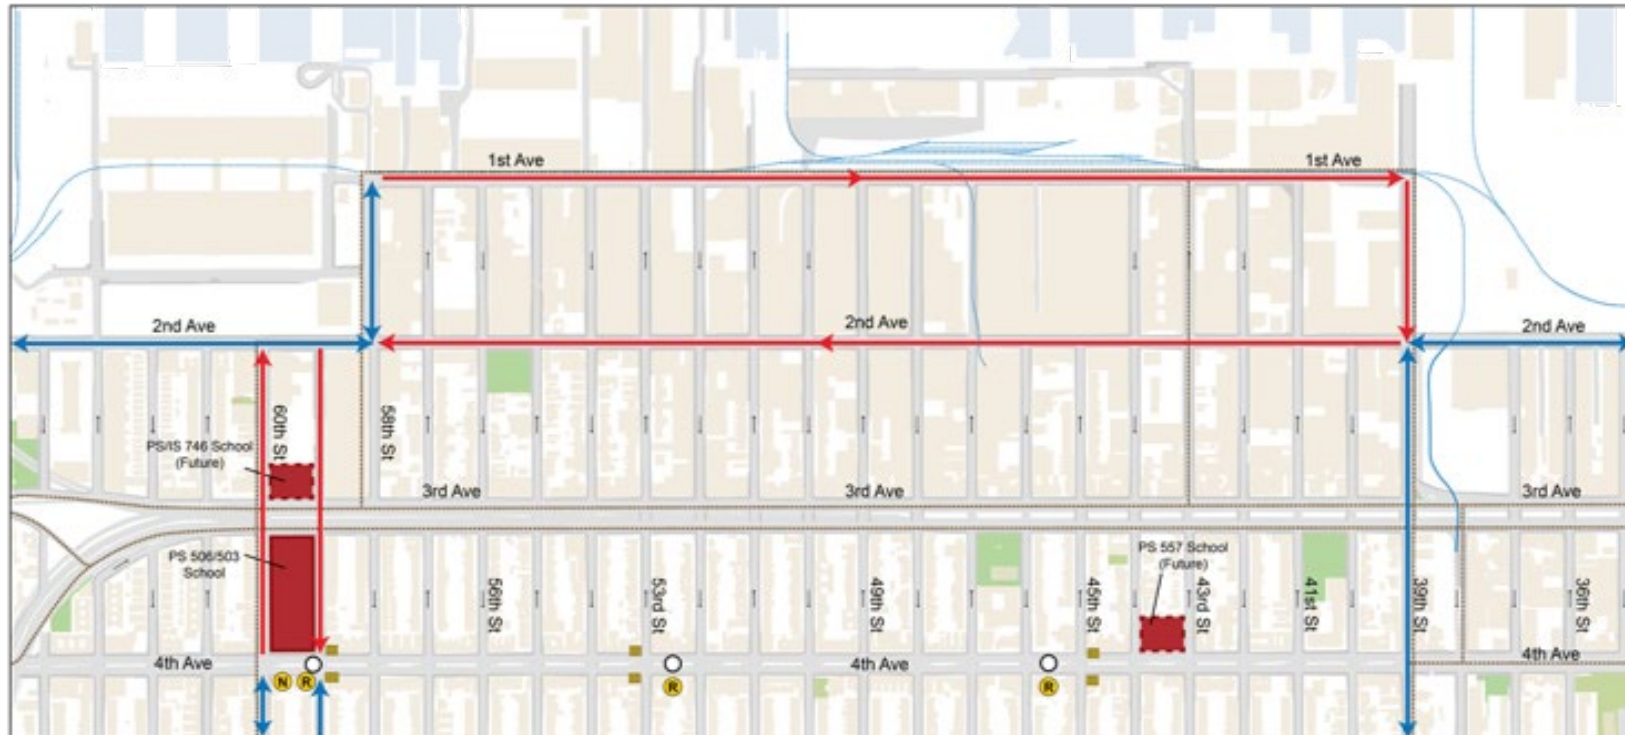 1st Ave
1st Ave
2nd Ave
2nd Ave
2nd Ave
60th St
58th St
PS/IS 746 School
(Future)
3rd Ave
3rd Ave
3rd Ave
PS 506/503
School
PS 557 School
(Future)
56th St
53rd St
49th St
45th St
43rd St
41st St
39th St
36th St
4th Ave
4th Ave
4th Ave
N
R
R
R